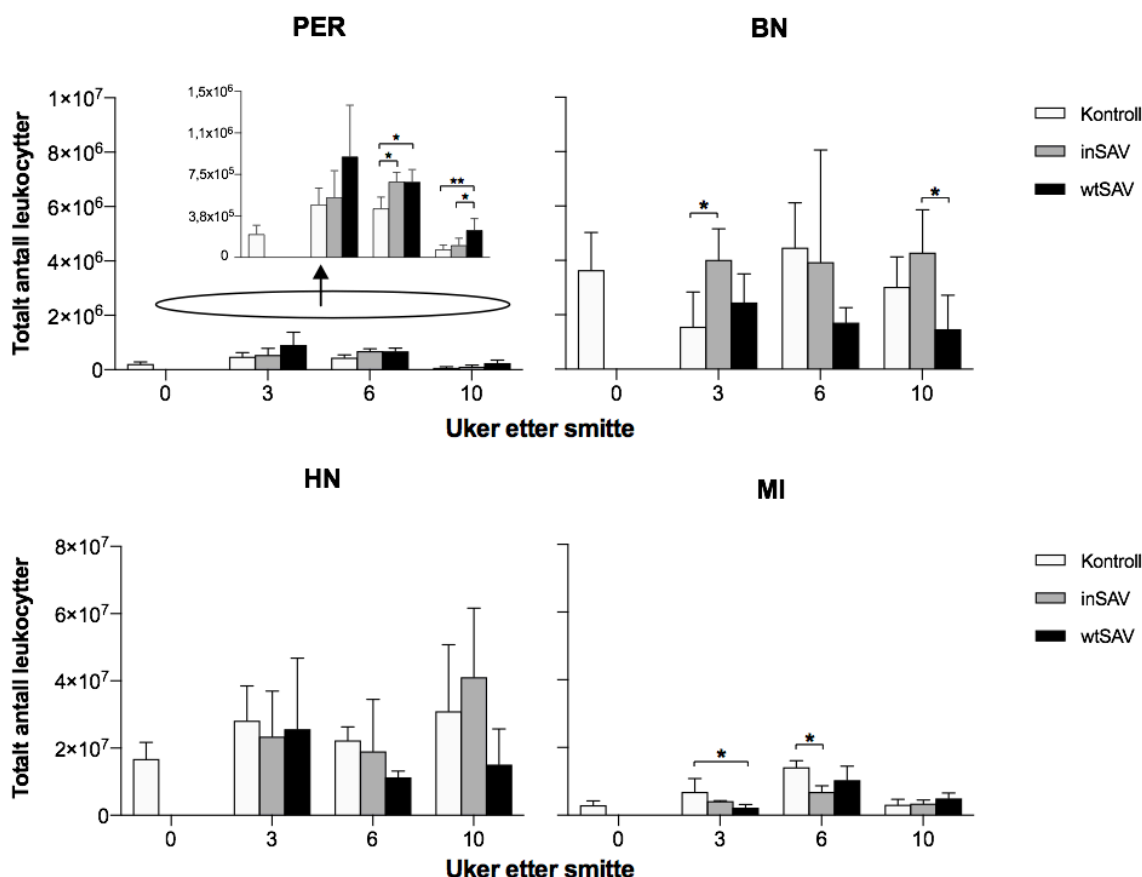 PER
BN
Totalt antall leukocytter
1×10⁷
8×10⁶
6×10⁶
4×10⁶
2×10⁶
0
1,5x10⁶
1,1x10⁶
7,5x10⁵
3,8x10⁵
0
* * ** *
* *
Kontroll
inSAV
wtSAV
0 3 6 10
0 3 6 10
Uker etter smitte
HN
MI
Totalt antall leukocytter
8×10⁷
6×10⁷
4×10⁷
2×10⁷
0
* *
Kontroll
inSAV
wtSAV
0 3 6 10
0 3 6 10
Uker etter smitte